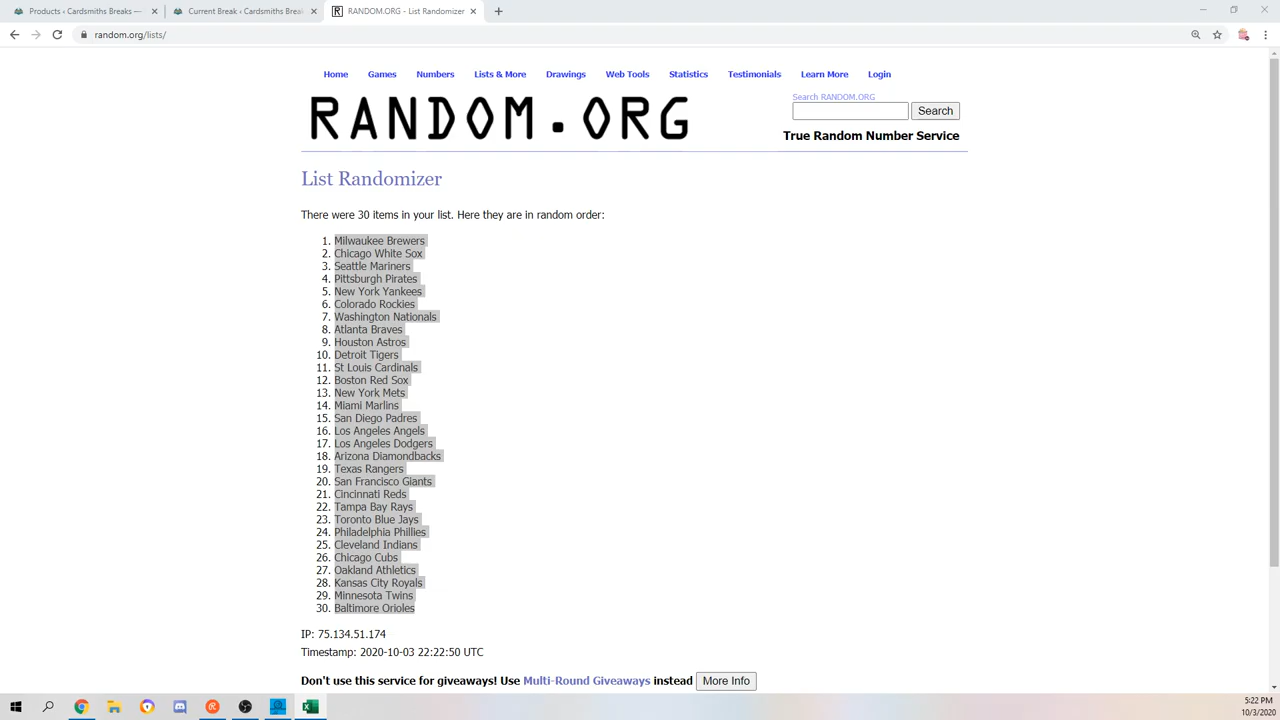 Products ‹ Cardsmiths Breaks —
Current Break ‹ Cardsmiths Brea
RANDOM.ORG - List Randomizer
random.org/lists/
Home Games Numbers Lists & More Drawings Web Tools Statistics Testimonials Learn More Login
RANDOM.ORG
Search RANDOM.ORG
Search
True Random Number Service
List Randomizer
There were 30 items in your list. Here they are in random order:
1. Milwaukee Brewers
2. Chicago White Sox
3. Seattle Mariners
4. Pittsburgh Pirates
5. New York Yankees
6. Colorado Rockies
7. Washington Nationals
8. Atlanta Braves
9. Houston Astros
10. Detroit Tigers
11. St Louis Cardinals
12. Boston Red Sox
13. New York Mets
14. Miami Marlins
15. San Diego Padres
16. Los Angeles Angels
17. Los Angeles Dodgers
18. Arizona Diamondbacks
19. Texas Rangers
20. San Francisco Giants
21. Cincinnati Reds
22. Tampa Bay Rays
23. Toronto Blue Jays
24. Philadelphia Phillies
25. Cleveland Indians
26. Chicago Cubs
27. Oakland Athletics
28. Kansas City Royals
29. Minnesota Twins
30. Baltimore Orioles
IP: 75.134.51.174
Timestamp: 2020-10-03 22:22:50 UTC
Don't use this service for giveaways! Use Multi-Round Giveaways instead More Info
5:22 PM
10/3/2020